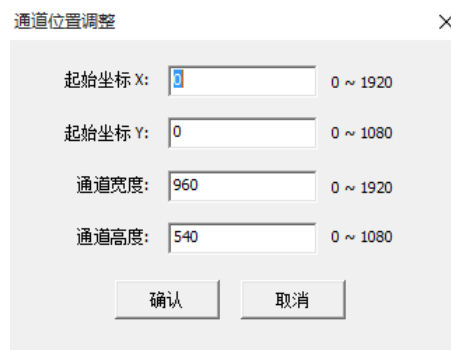 通道位置调整
起始坐标 X: 0 0 ~ 1920
起始坐标 Y: 0 0 ~ 1080
通道宽度: 960 0 ~ 1920
通道高度: 540 0 ~ 1080
确认 取消